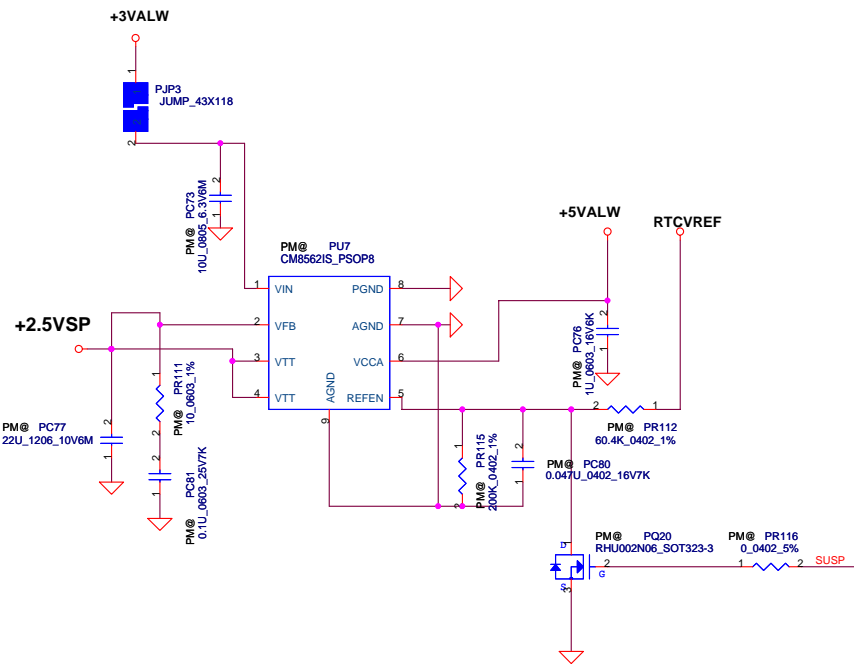 +3VALW
1
PJP3
JUMP_43X118
2
2
1
PM@ PC73
10U_0805_6.3V6M
+5VALW
RTCVREF
PM@ PU7
CM8562IS_PSOP8
1 VIN PGND 8
2 VFB AGND 7
3 VTT VCCA 6
4 VTT REFEN 5
AGND
9
+2.5VSP
2
1
PM@ PC76
1U_0603_16V6K
1
2
PM@ PR111
10_0603_1%
PM@ PC77
22U_1206_10V6M
2
1
2
1
PM@ PC81
0.1U_0603_25V7K
1
2
PM@ PR115
200K_0402_1%
2
1
PM@ PC80
0.047U_0402_16V7K
2 1
PM@ PR112
60.4K_0402_1%
PM@ PQ20
RHU002N06_SOT323-3
D
1
2
G
S
3
PM@ PR116
0_0402_5%
1 2
SUSP